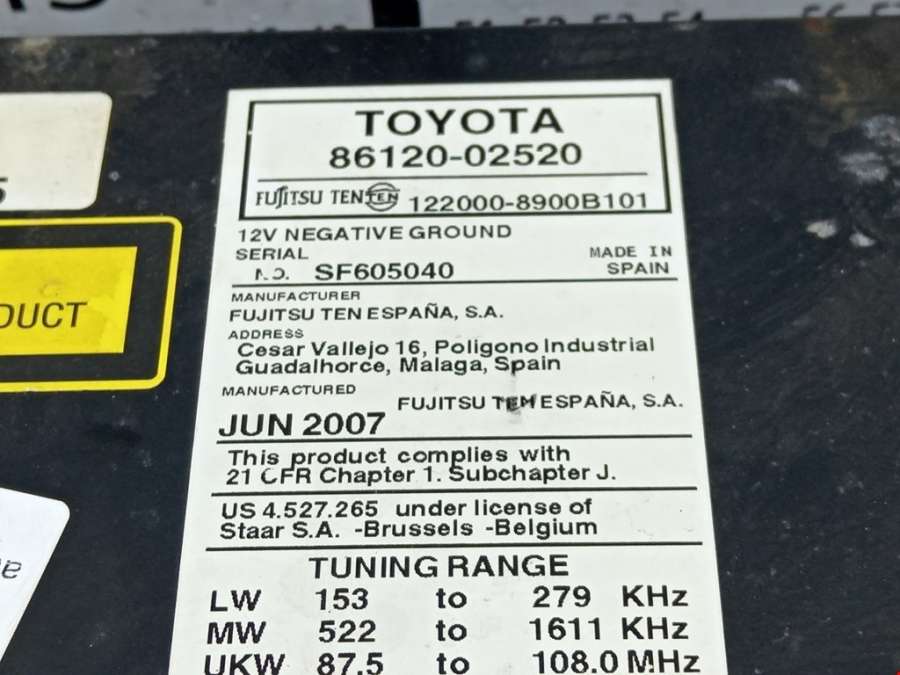 TOYOTA
86120-02520
FUJITSU TEN TEN 122000-8900B101
12V NEGATIVE GROUND
SERIAL MADE IN
NO. SF605040 SPAIN
MANUFACTURER
FUJITSU TEN ESPAÑA, S.A.
ADDRESS
Cesar Vallejo 16, Poligono Industrial
Guadalhorce, Malaga, Spain
MANUFACTURED
FUJITSU TEN ESPAÑA, S.A.
JUN 2007
This product complies with
21 CFR Chapter 1. Subchapter J.
US 4.527.265 under license of
Staar S.A. -Brussels -Belgium
TUNING RANGE
LW 153 to 279 KHz
MW 522 to 1611 KHz
UKW 87.5 to 108.0 MHz
DUCT
5